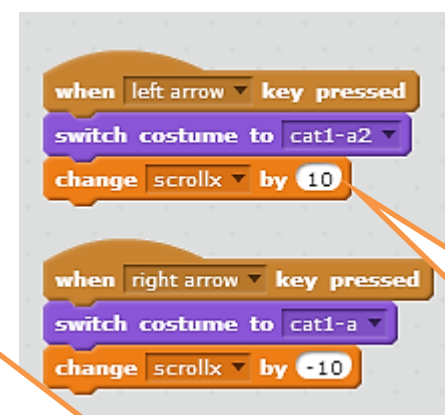 when left arrow key pressed
switch costume to cat1-a2
change scrollx by 10
when right arrow key pressed
switch costume to cat1-a
change scrollx by -10